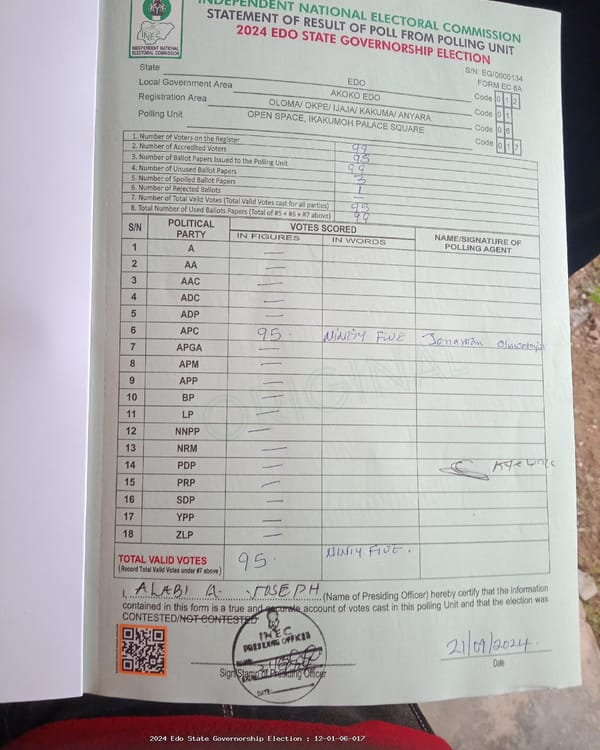 INEC
INDEPENDENT NATIONAL ELECTORAL COMMISSION
INDEPENDENT NATIONAL ELECTORAL COMMISSION
STATEMENT OF RESULT OF POLL FROM POLLING UNIT
2024 EDO STATE GOVERNORSHIP ELECTION
S/N: EG/0000134
FORM EC 8A
State EDO Code 0 1 2
Local Government Area AKOKO EDO Code 0 1
Registration Area OLOMA/ OKPE/ IJAJA/ KAKUMA/ ANYARA Code 0 6
Polling Unit OPEN SPACE, IKAKUMOH PALACE SQUARE Code 0 1 7
1. Number of Voters on the Register 99
2. Number of Accredited Voters 95
3. Number of Ballot Papers Issued to the Polling Unit 99
4. Number of Unused Ballot Papers
5. Number of Spoiled Ballot Papers
6. Number of Rejected Ballots
7. Number of Total Valid Votes (Total Valid Votes cast for all parties) 95
8. Total Number of Used Ballots Papers (Total of #5 + #6 + #7 above) 99
S/N POLITICAL PARTY VOTES SCORED NAME/SIGNATURE OF POLLING AGENT
IN FIGURES IN WORDS
1 A —
2 AA —
3 AAC —
4 ADC —
5 ADP —
6 APC 95. NINETY FIVE Jonathan
7 APGA —
8 APM —
9 APP —
10 BP —
11 LP —
12 NNPP —
13 NRM —
14 PDP —
15 PRP —
16 SDP —
17 YPP —
18 ZLP —
ORIGINAL
TOTAL VALID VOTES 95. NINTY FIVE.
(Record Total Valid Votes under #7 above)
I, ALABI A. JOSEPH (Name of Presiding Officer) hereby certify that the information
contained in this form is a true and accurate account of votes cast in this polling Unit and that the election was
CONTESTED/NOT CONTESTED
INEC
PRESIDING OFFICER
DATE:
21/09/2024
Sign/Stamp of Presiding Officer Date
2024 Edo State Governorship Election : 12-01-06-017